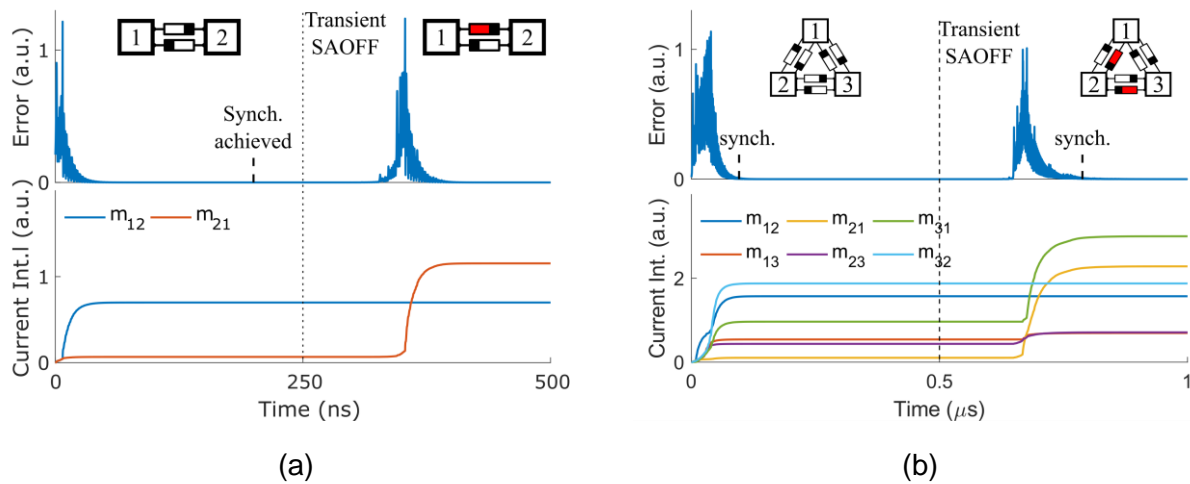 1 2
Transient
SAOFF
1 2
Error (a.u.)
1
0
Synch.
achieved
m12 m21
Current Int.l (a.u.)
1
0
0 250 500
Time (ns)
(a)
1
2 3
Transient
SAOFF
1
2 3
Error (a.u.)
1
0
synch.
synch.
m12 m21 m31
m13 m23 m32
Current Int. (a.u.)
2
0
0 0.5 1
Time (μs)
(b)